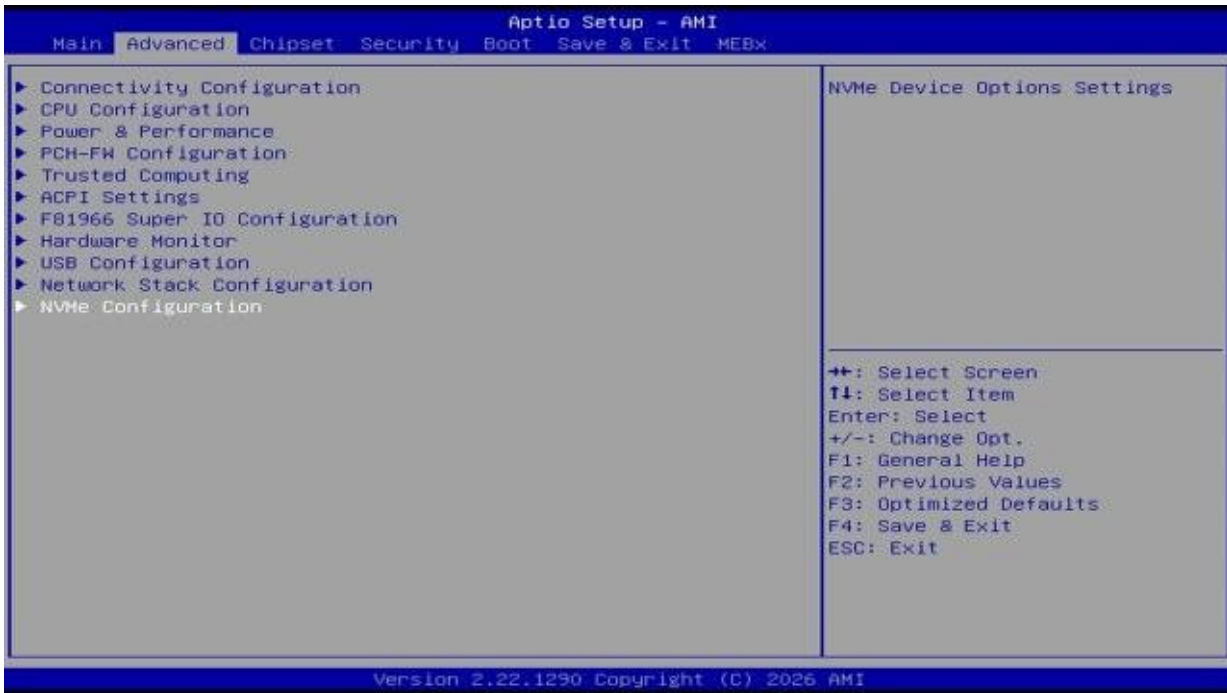 Aptio Setup - AMI
Main Advanced Chipset Security Boot Save & Exit MEBx
► Connectivity Configuration
► CPU Configuration
► Power & Performance
► PCH-FW Configuration
► Trusted Computing
► ACPI Settings
► F81966 Super IO Configuration
► Hardware Monitor
► USB Configuration
► Network Stack Configuration
► NVMe Configuration
NVMe Device Options Settings
→←: Select Screen
↑↓: Select Item
Enter: Select
+/-: Change Opt.
F1: General Help
F2: Previous Values
F3: Optimized Defaults
F4: Save & Exit
ESC: Exit
Version 2.22.1290 Copyright (C) 2026 AMI